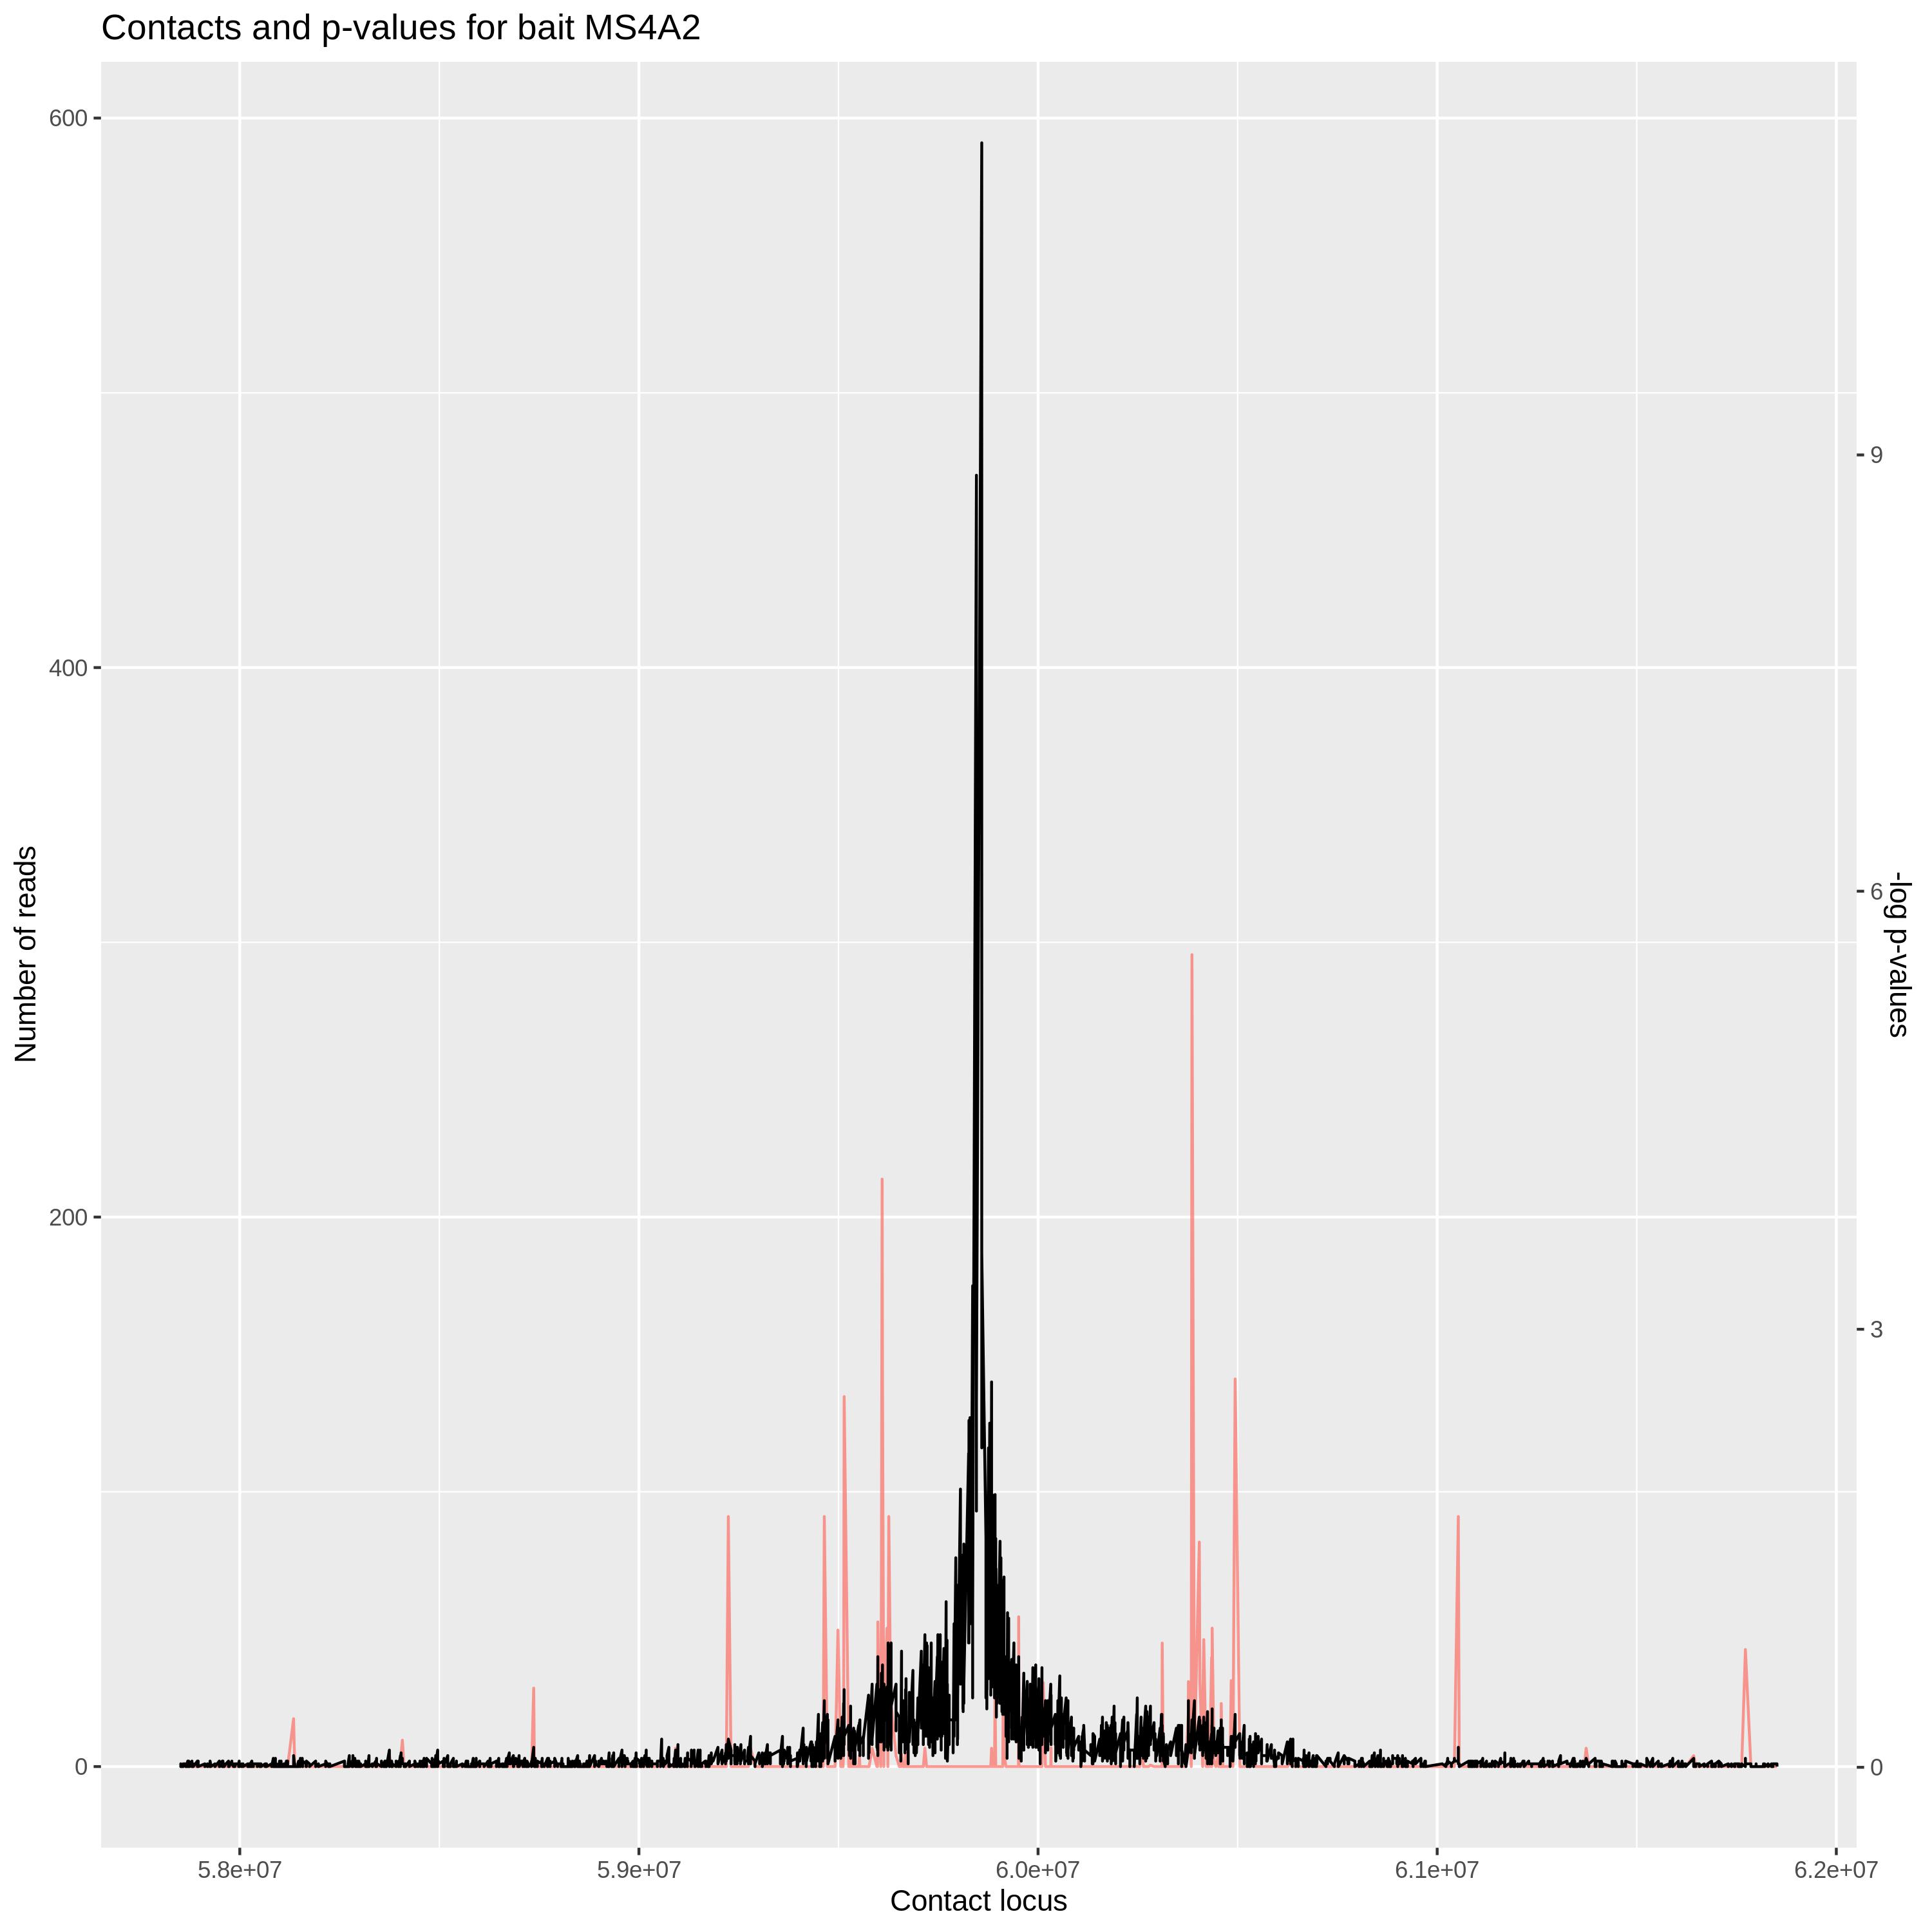 Contacts and p-values for bait MS4A2
600
400
200
0
Number of reads
9
6
3
0
-log p-values
5.8e+07
5.9e+07
6.0e+07
6.1e+07
6.2e+07
Contact locus